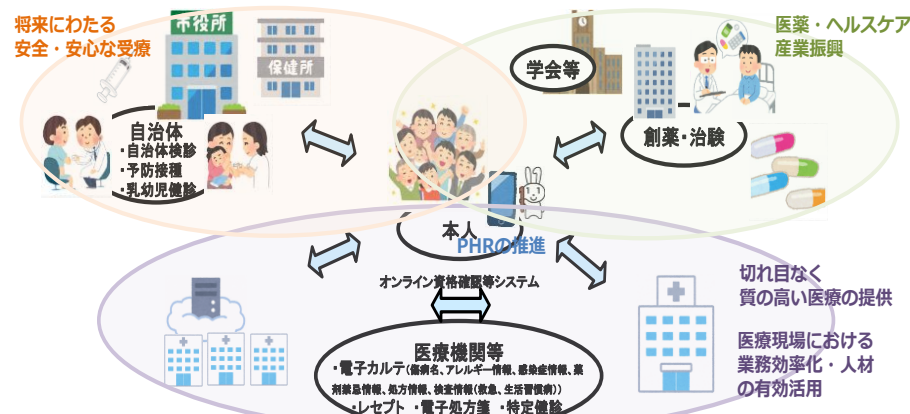 将来にわたる
安全・安心な受療
市役所
保健所
自治体
・自治体検診
・予防接種
・乳幼児健診
学会等
医薬・ヘルスケア
産業振興
創薬・治験
本人
PHRの推進
オンライン資格確認等システム
医療機関等
・電子カルテ(傷病名、アレルギー情報、感染症情報、薬
剤禁忌情報、処方情報、検査情報(救急、生活習慣病))
・レセプト ・電子処方箋 ・特定健診
切れ目なく
質の高い医療の提供
医療現場における
業務効率化・人材
の有効活用